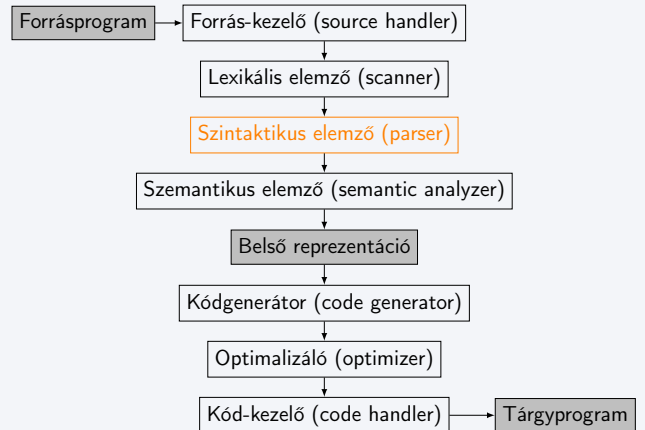 Forrásprogram
Forrás-kezelő (source handler)
Lexikális elemző (scanner)
Szintaktikus elemző (parser)
Szemantikus elemző (semantic analyzer)
Belső reprezentáció
Kódgenerátor (code generator)
Optimalizáló (optimizer)
Kód-kezelő (code handler)
Tárgyprogram